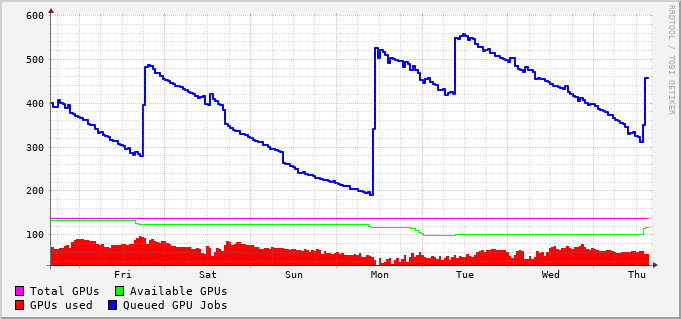 600
500
400
300
200
100
Fri Sat Sun Mon Tue Wed Thu
Total GPUs Available GPUs
GPUs used Queued GPU Jobs
RRDTOOL / TOBI OETIKER